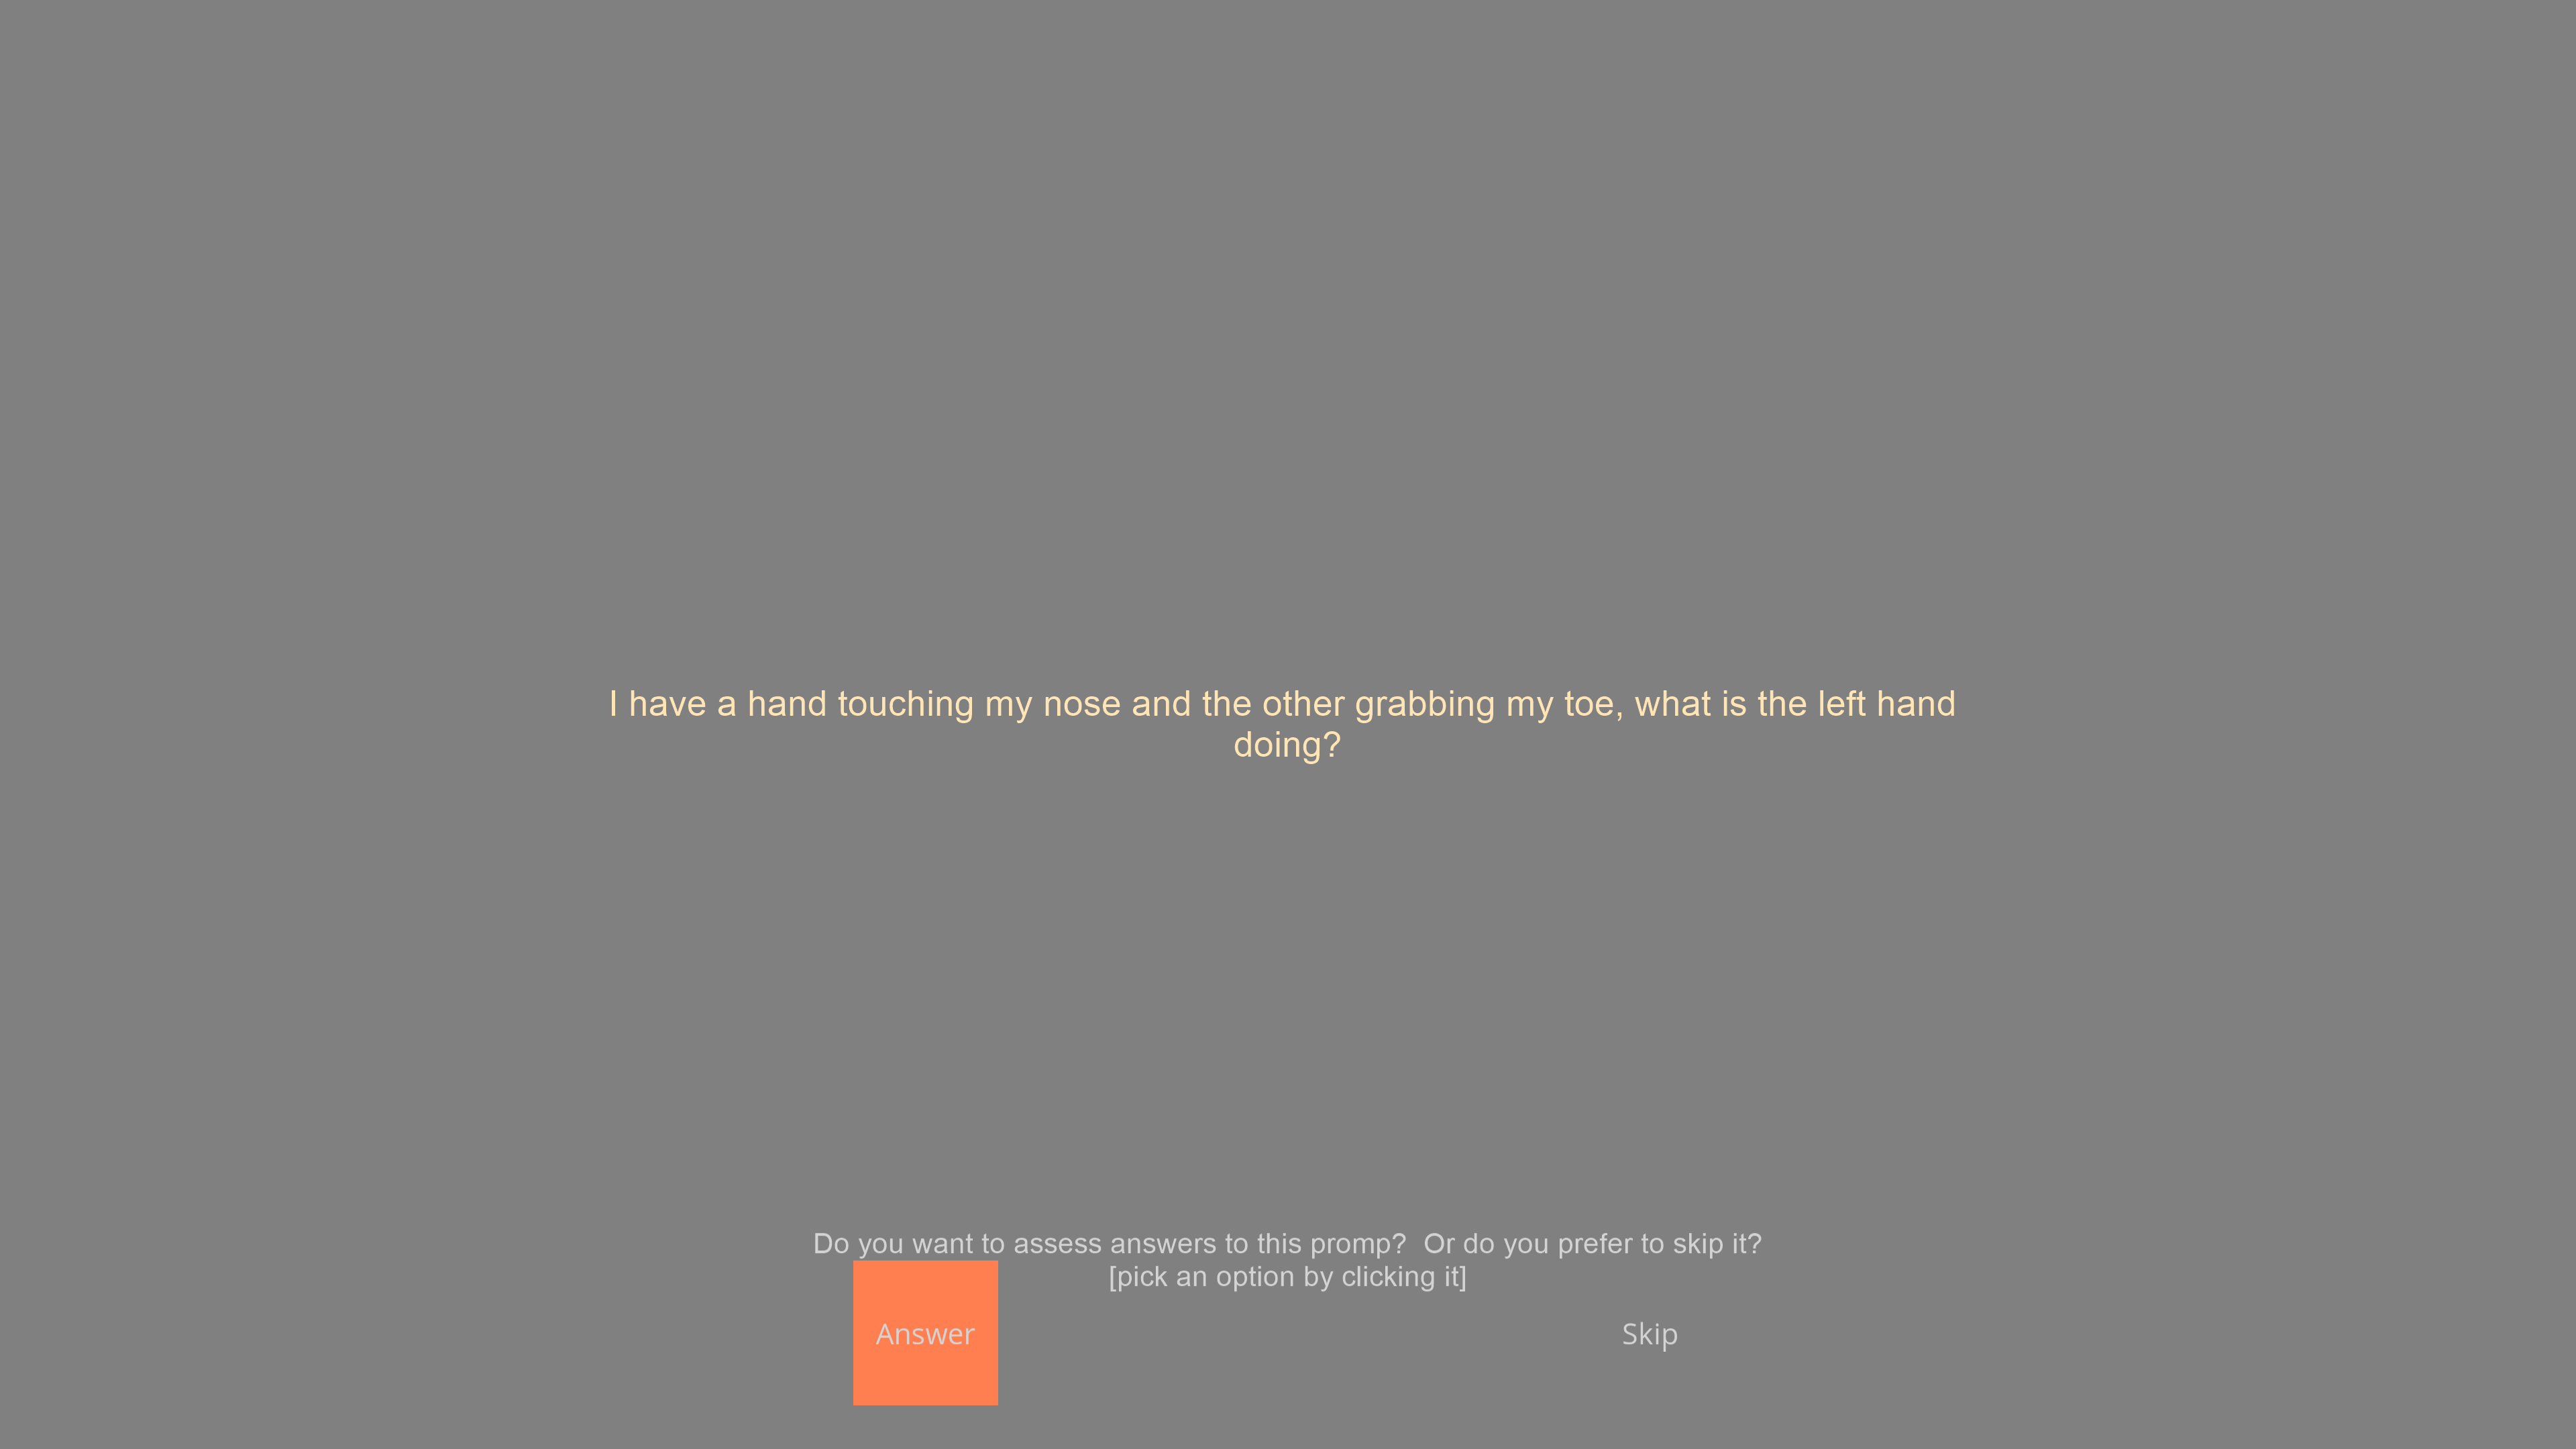 I have a hand touching my nose and the other grabbing my toe, what is the left hand
doing?
Do you want to assess answers to this promp?  Or do you prefer to skip it?
[pick an option by clicking it]
Answer
Skip